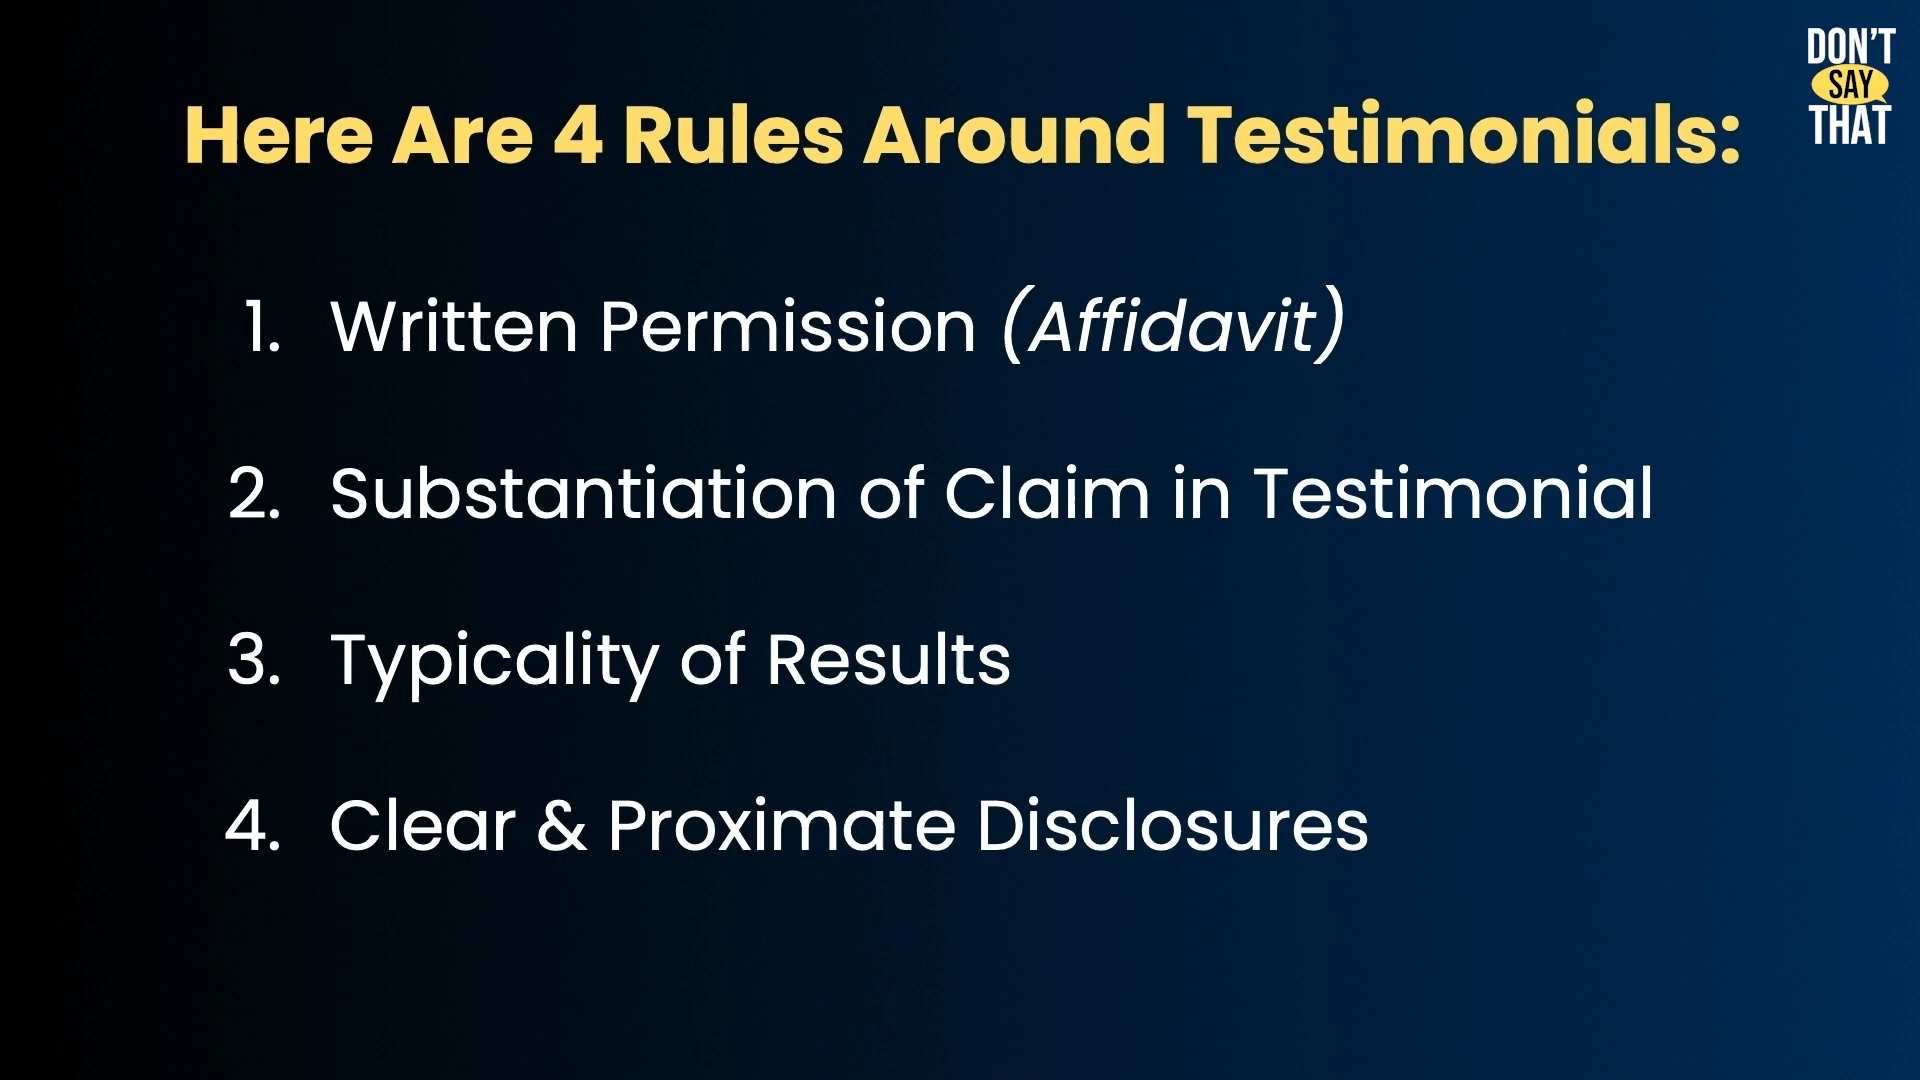 DON'T
SAY
THAT
Here Are 4 Rules Around Testimonials:
1. Written Permission (Affidavit)
2. Substantiation of Claim in Testimonial
3. Typicality of Results
4. Clear & Proximate Disclosures